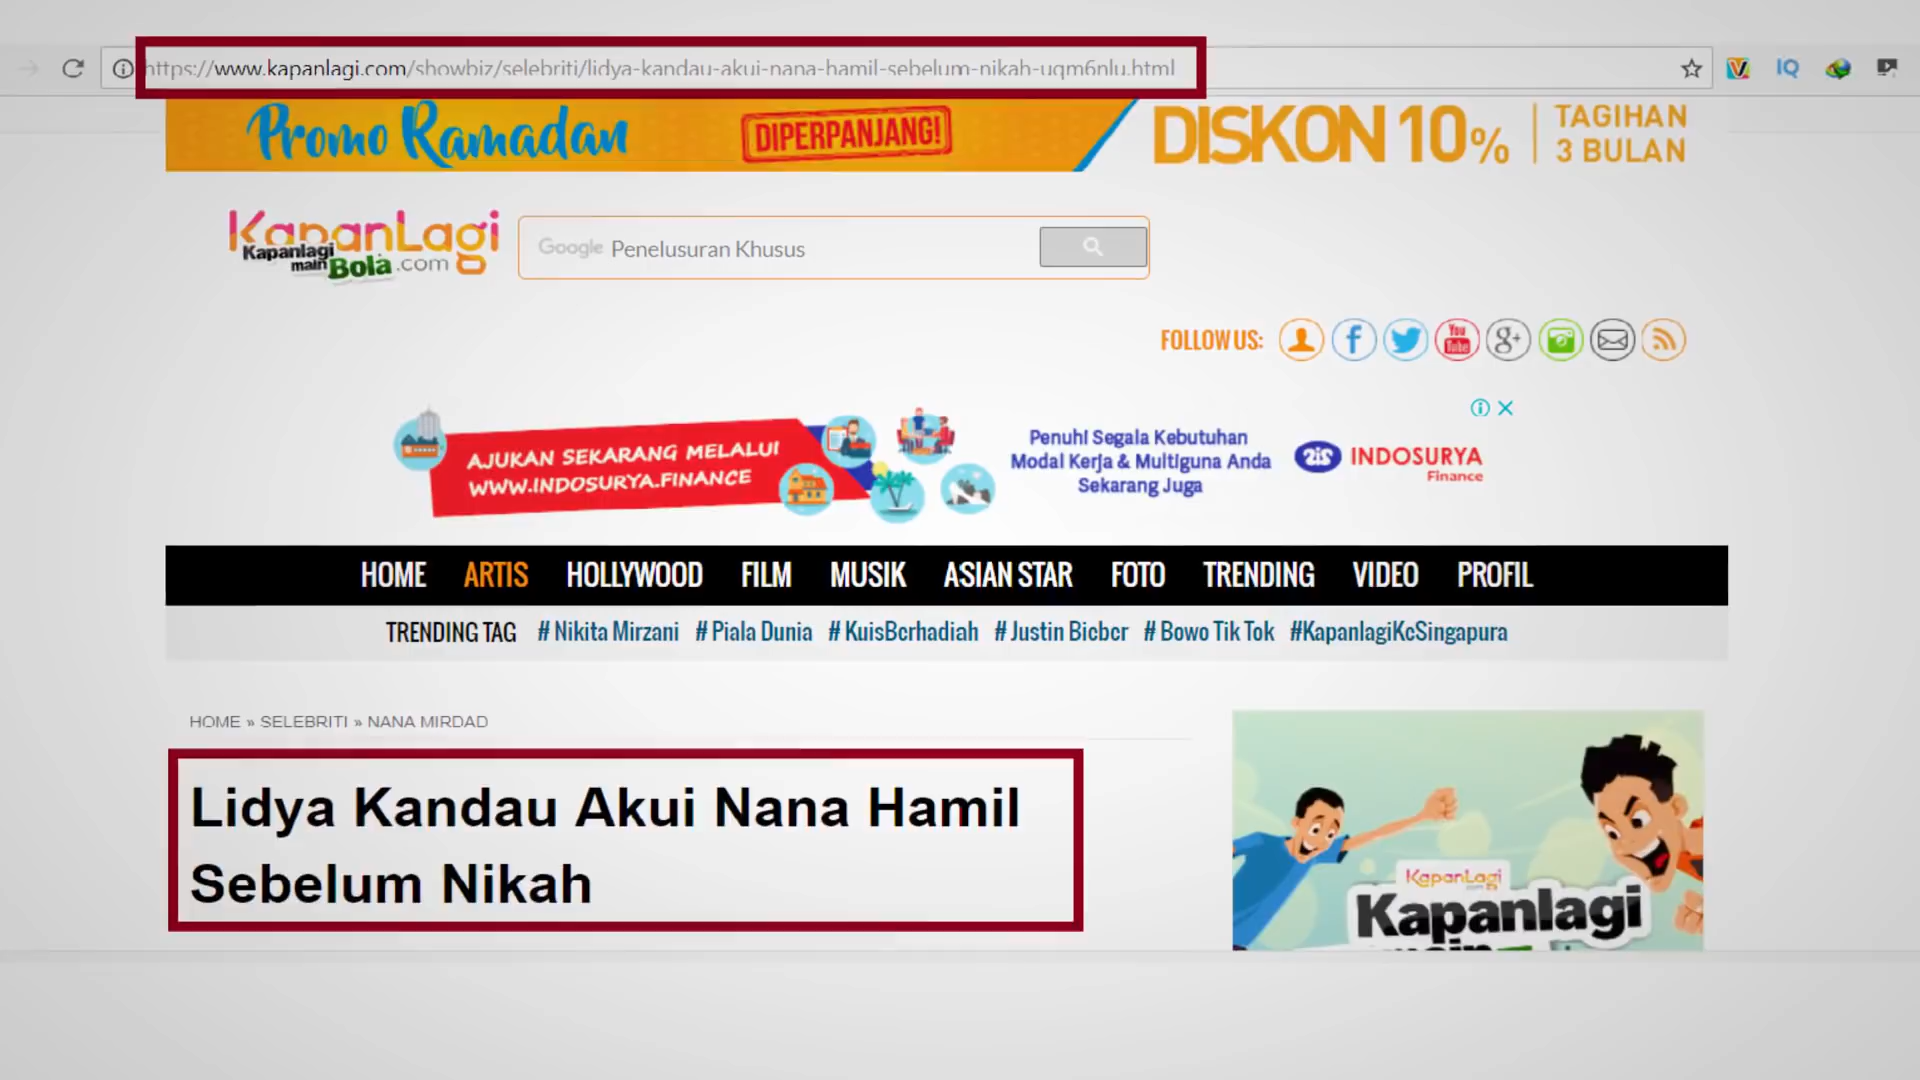 https://www.kapanlagi.com/showbiz/selebriti/lidya-kandau-akui-nana-hamil-sebelum-nikah-uqm6nlu.html
IQ
Promo Ramadan
DIPERPANJANG!
DISKON 10%
TAGIHAN
3 BULAN
KapanLagi
Kapanlagi
main Bola .com
Google Penelusuran Khusus
FOLLOW US:
You
Tube
g+
AJUKAN SEKARANG MELALUI
WWW.INDOSURYA.FINANCE
Penuhi Segala Kebutuhan
Modal Kerja & Multiguna Anda
Sekarang Juga
INDOSURYA
Finance
HOME ARTIS HOLLYWOOD FILM MUSIK ASIAN STAR FOTO TRENDING VIDEO PROFIL
TRENDING TAG # Nikita Mirzani # Piala Dunia # KuisBerhadiah # Justin Bieber # Bowo Tik Tok #KapanlagiKeSingapura
HOME » SELEBRITI » NANA MIRDAD
Lidya Kandau Akui Nana Hamil
Sebelum Nikah
KapanLagi
.com
Kapanlagi